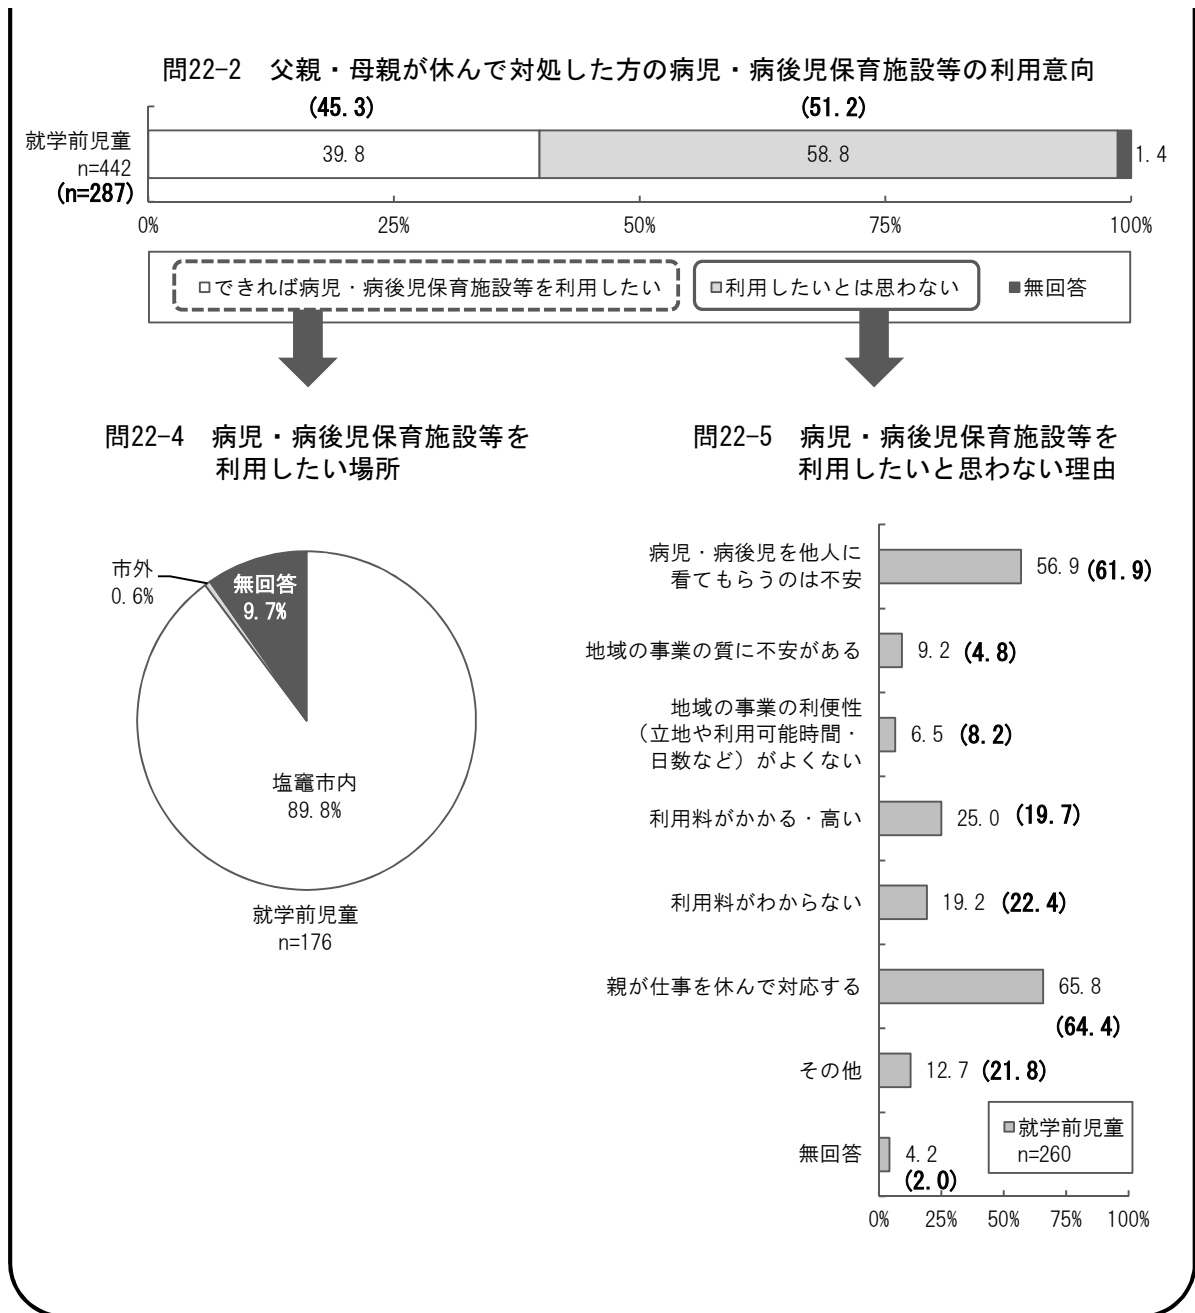 問22-2 父親・母親が休んで対処した方の病児・病後児保育施設等の利用意向
(45.3) (51.2)
就学前児童
n=442
(n=287)
39.8 58.8 1.4
0% 25% 50% 75% 100%
□できれば病児・病後児保育施設等を利用したい □利用したいとは思わない ■無回答
問22-4 病児・病後児保育施設等を
利用したい場所
市外
0.6%
無回答
9.7%
塩竈市内
89.8%
就学前児童
n=176
問22-5 病児・病後児保育施設等を
利用したいと思わない理由
病児・病後児を他人に
看てもらうのは不安
56.9 (61.9)
地域の事業の質に不安がある 9.2 (4.8)
地域の事業の利便性
（立地や利用可能時間・
日数など）がよくない
6.5 (8.2)
利用料がかかる・高い 25.0 (19.7)
利用料がわからない 19.2 (22.4)
親が仕事を休んで対応する 65.8
(64.4)
その他 12.7 (21.8)
無回答 4.2
(2.0)
□就学前児童
n=260
0% 25% 50% 75% 100%